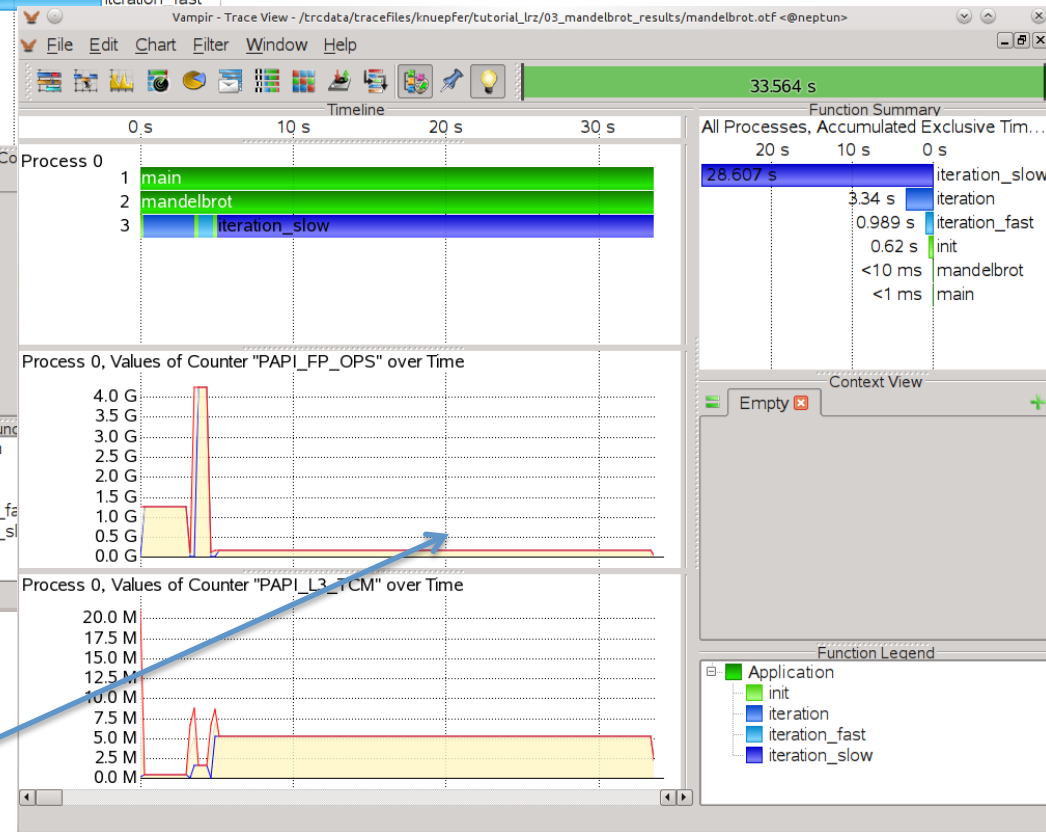 iteration_fast
Vampir - Trace View - /trcdata/tracefiles/knuepfer/tutorial_lrz/03_mandelbrot_results/mandelbrot.otf <@neptun>
File Edit Chart Filter Window Help
33.564 s
Timeline
0 s 10 s 20 s 30 s
Process 0
1 main
2 mandelbrot
3 iteration_slow
Function Summary
All Processes, Accumulated Exclusive Tim...
20 s 10 s 0 s
28.607 s iteration_slow
3.34 s iteration
0.989 s iteration_fast
0.62 s init
<10 ms mandelbrot
<1 ms main
Process 0, Values of Counter "PAPI_FP_OPS" over Time
4.0 G
3.5 G
3.0 G
2.5 G
2.0 G
1.5 G
1.0 G
0.5 G
0.0 G
Context View
Empty
Process 0, Values of Counter "PAPI_L3_TCM" over Time
20.0 M
17.5 M
15.0 M
12.5 M
10.0 M
7.5 M
5.0 M
2.5 M
0.0 M
Function Legend
Application
init
iteration
iteration_fast
iteration_slow